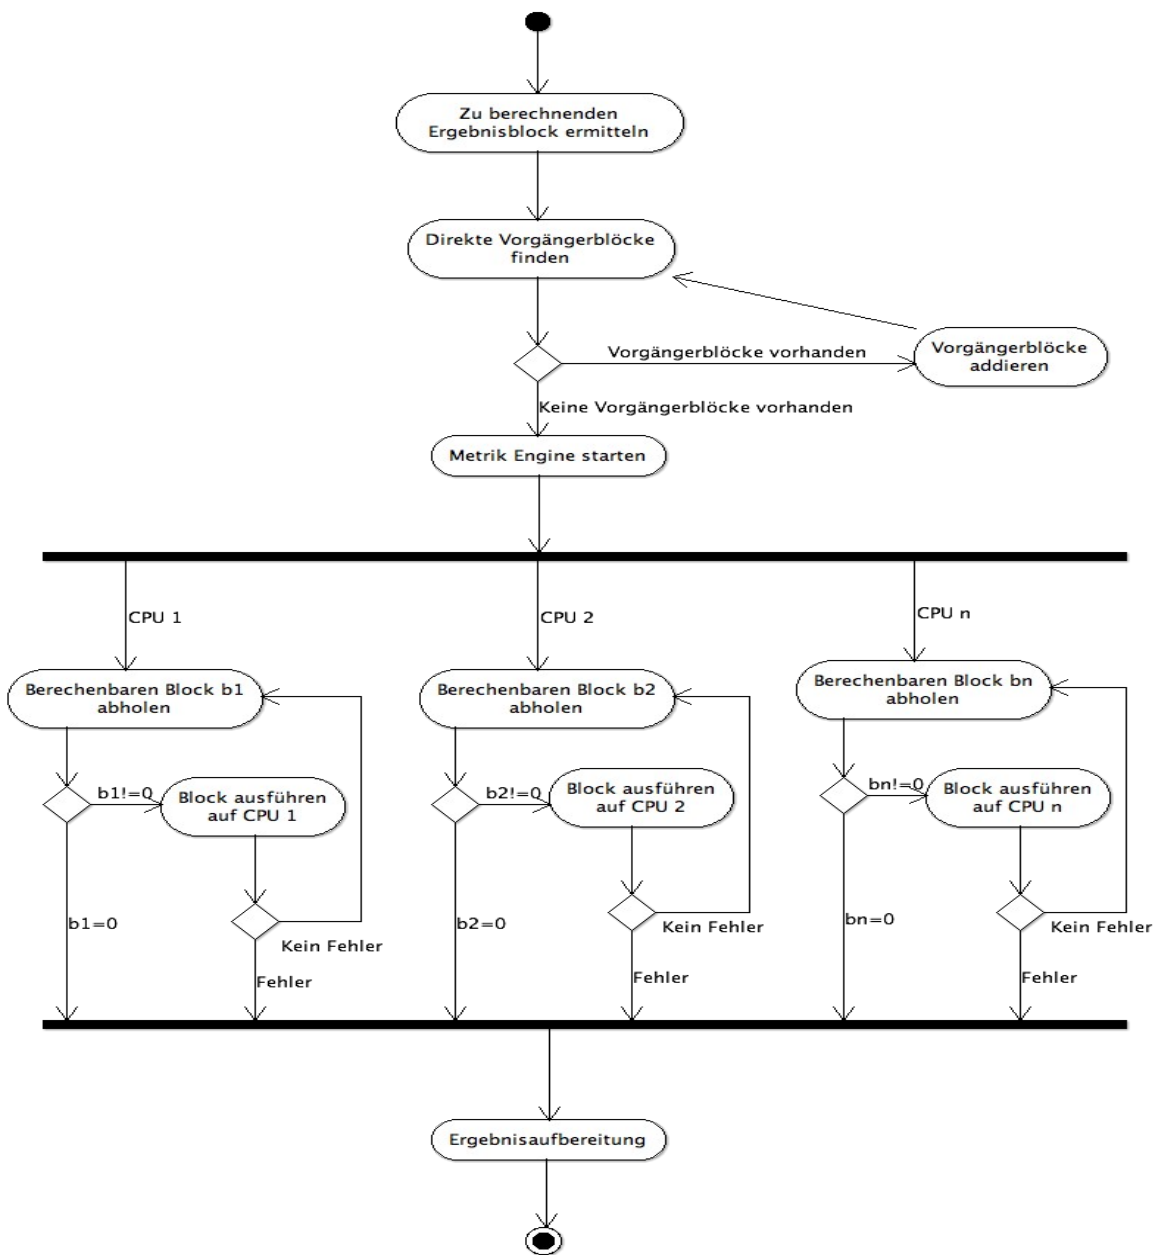 Zu berechnenden
Ergebnisblock ermitteln
Direkte Vorgängerblöcke
finden
Vorgängerblöcke vorhanden
Vorgängerblöcke
addieren
Keine Vorgängerblöcke vorhanden
Metrik Engine starten
CPU 1
CPU 2
CPU n
Berechenbaren Block b1
abholen
Berechenbaren Block b2
abholen
Berechenbaren Block bn
abholen
b1!=0
Block ausführen
auf CPU 1
b2!=0
Block ausführen
auf CPU 2
bn!=0
Block ausführen
auf CPU n
b1=0
Kein Fehler
Fehler
b2=0
Kein Fehler
Fehler
bn=0
Kein Fehler
Fehler
Ergebnisaufbereitung